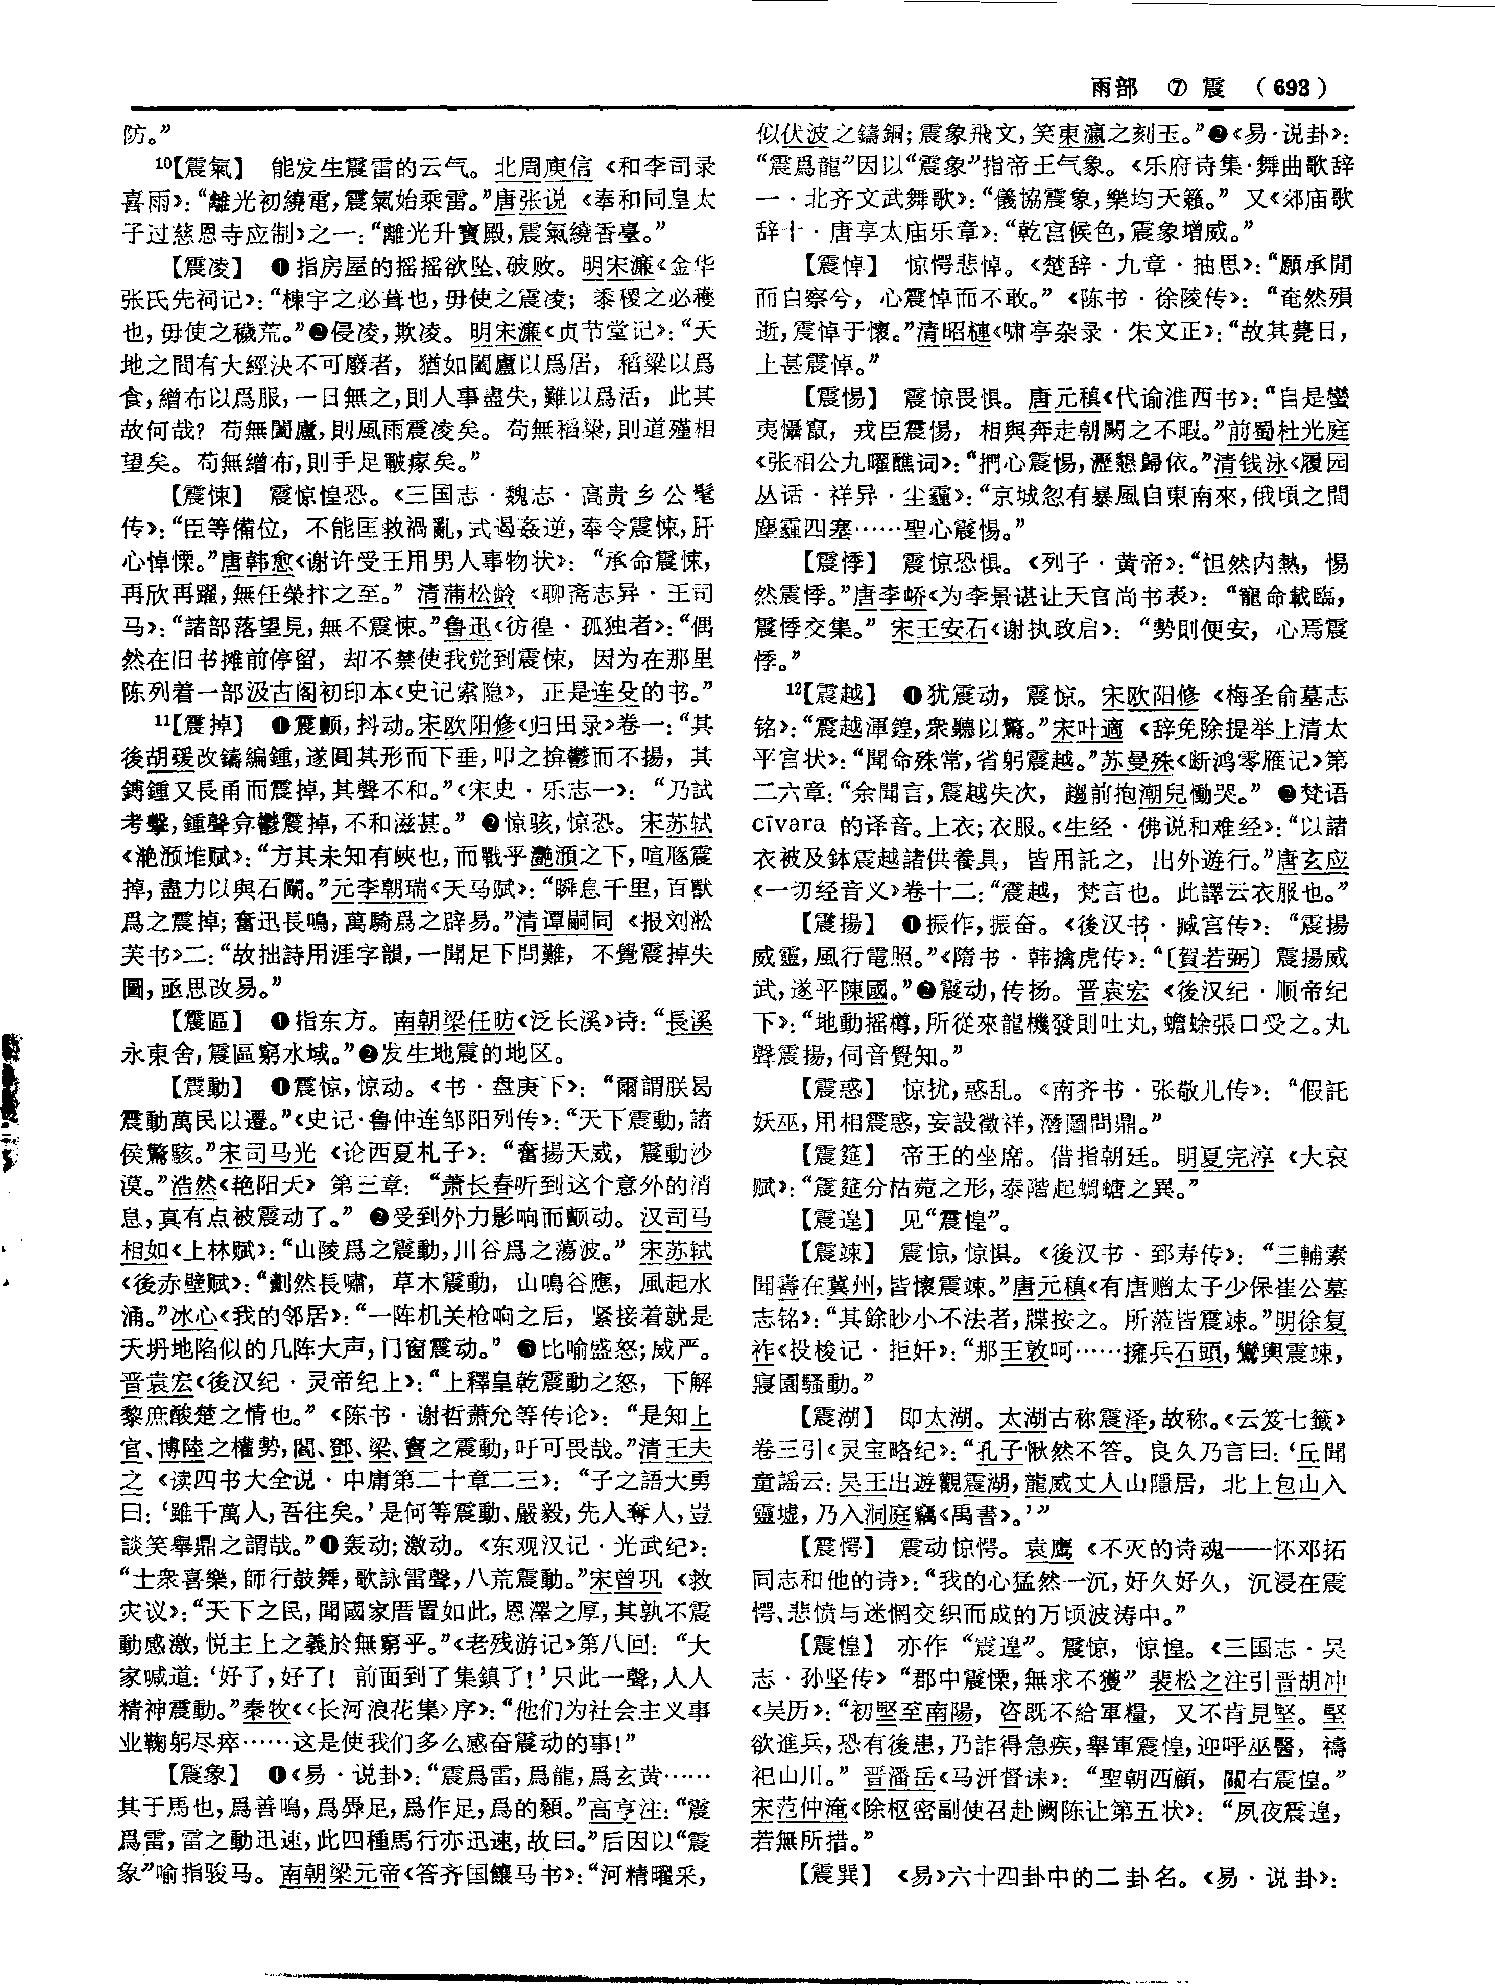 雨部 ⑦ 震 （693）
防。”
¹⁰【震氣】 能发生震雷的云气。北周庾信《和李司录
喜雨》：“離光初繞電，震氣始乘雷。”唐张说《奉和同皇太
子过慈恩寺应制》之一：“離光升寶殿，震氣繞香臺。”
【震凌】 ❶指房屋的摇摇欲坠、破败。明宋濂《金华
张氏先祠记》：“棟宇之必葺也，毋使之震凌；黍稷之必穫
也，毋使之穢荒。”❷侵凌，欺凌。明宋濂《贞节堂记》：“天
地之間有大經決不可廢者，猶如閭廬以爲居，稻粱以爲
食，繒布以爲服，一日無之，則人事盡失，難以爲活，此其
故何哉？苟無閭廬，則風雨震凌矣。苟無稻粱，則道殣相
望矣。苟無繒布，則手足皸瘃矣。”
【震悚】 震惊惶恐。《三国志·魏志·高贵乡公髦
传》：“臣等備位，不能匡救禍亂，式遏姦逆，奉令震悚，肝
心悼慄。”唐韩愈《谢许受王用男人事物状》：“承命震悚，
再欣再躍，無任榮抃之至。”清蒲松龄《聊斋志异·王司
马》：“諸部落望見，無不震悚。”鲁迅《彷徨·孤独者》：“偶
然在旧书摊前停留，却不禁使我觉到震悚，因为在那里
陈列着一部汲古阁初印本《史记索隐》，正是连殳的书。”
¹¹【震掉】 ❶震颤，抖动。宋欧阳修《归田录》卷一：“其
後胡瑗改鑄編鍾，遂圓其形而下垂，叩之揜鬱而不揚，其
鎛鍾又長甬而震掉，其聲不和。”《宋史·乐志一》：“乃試
考擊，鍾聲弇鬱震掉，不和滋甚。”❷惊骇，惊恐。宋苏轼
《滟滪堆赋》：“方其未知有峽也，而戰乎灧澦之下，喧豗震
掉，盡力以與石鬭。”元李朝瑞《天马赋》：“瞬息千里，百獸
爲之震掉；奮迅長鳴，萬騎爲之辟易。”清谭嗣同《报刘淞
芙书》二：“故拙詩用涯字韻，一聞足下問難，不覺震掉失
圖，亟思改易。”
【震區】 ❶指东方。南朝梁任昉《泛长溪》诗：“長溪
永東舍，震區窮水域。”❷发生地震的地区。
【震動】 ❶震惊，惊动。《书·盘庚下》：“爾謂朕曷
震動萬民以遷。”《史记·鲁仲连邹阳列传》：“天下震動，諸
侯驚駭。”宋司马光《论西夏札子》：“奮揚天威，震動沙
漠。”浩然《艳阳天》第三章：“萧长春听到这个意外的消
息，真有点被震动了。”❷受到外力影响而颤动。汉司马
相如《上林赋》：“山陵爲之震動，川谷爲之蕩波。”宋苏轼
《後赤壁赋》：“劃然長嘯，草木震動，山鳴谷應，風起水
涌。”冰心《我的邻居》：“一阵机关枪响之后，紧接着就是
天坍地陷似的几阵大声，门窗震动。”❸比喻盛怒；威严。
晋袁宏《後汉纪·灵帝纪上》：“上釋皇乾震動之怒，下解
黎庶酸楚之情也。”《陈书·谢哲萧允等传论》：“是知上
官、博陸之權勢，閻、鄧、梁、竇之震動，吁可畏哉。”清王夫
之《读四书大全说·中庸第二十章二三》：“子之語大勇
曰：‘雖千萬人，吾往矣。’是何等震動、嚴毅，先人奪人，豈
談笑舉鼎之謂哉。”❹轰动；激动。《东观汉记·光武纪》：
“士衆喜樂，師行鼓舞，歌詠雷聲，八荒震動。”宋曾巩《救
灾议》：“天下之民，聞國家厝置如此，恩澤之厚，其孰不震
動感激，悦主上之義於無窮乎。”《老残游记》第八回：“大
家喊道：‘好了，好了！前面到了集鎮了！’只此一聲，人人
精神震動。”秦牧《〈长河浪花集〉序》：“他们为社会主义事
业鞠躬尽瘁……这是使我们多么感奋震动的事！”
【震象】 ❶《易·说卦》：“震爲雷，爲龍，爲玄黄……
其于馬也，爲善鳴，爲馵足，爲作足，爲的顙。”高亨注：“震
爲雷，雷之動迅速，此四種馬行亦迅速，故曰。”后因以“震
象”喻指骏马。南朝梁元帝《答齐国饟马书》：“河精曜采，
似伏波之鑄銅；震象飛文，笑東瀛之刻玉。”❷《易·说卦》：
“震爲龍”因以“震象”指帝王气象。《乐府诗集·舞曲歌辞
一·北齐文武舞歌》：“儀協震象，樂均天籟。”又《郊庙歌
辞十·唐享太庙乐章》：“乾宫候色，震象增威。”
【震悼】 惊愕悲悼。《楚辞·九章·抽思》：“願承閒
而自察兮，心震悼而不敢。”《陈书·徐陵传》：“奄然殞
逝，震悼于懷。”清昭槤《啸亭杂录·朱文正》：“故其薨日，
上甚震悼。”
【震惕】 震惊畏惧。唐元稹《代谕淮西书》：“自是蠻
夷懾竄，戎臣震惕，相與奔走朝闕之不暇。”前蜀杜光庭
《张相公九曜醮词》：“捫心震惕，瀝懇歸依。”清钱泳《履园
丛话·祥异·尘霾》：“京城忽有暴風自東南來，俄頃之間
塵霾四塞……聖心震惕。”
【震悸】 震惊恐惧。《列子·黄帝》：“怛然内熱，惕
然震悸。”唐李峤《为李景谌让天官尚书表》：“寵命載臨，
震悸交集。”宋王安石《谢执政启》：“勢則便安，心焉震
悸。”
¹²【震越】 ❶犹震动，震惊。宋欧阳修《梅圣俞墓志
铭》：“震越渾鍠，衆聽以驚。”宋叶適《辞免除提举上清太
平宫状》：“聞命殊常，省躬震越。”苏曼殊《断鸿零雁记》第
二六章：“余聞言，震越失次，趨前抱潮兒慟哭。”❷梵语
cīvara 的译音。上衣；衣服。《生经·佛说和难经》：“以諸
衣被及鉢震越諸供養具，皆用託之，出外遊行。”唐玄应
《一切经音义》卷十二：“震越，梵言也。此譯云衣服也。”
【震揚】 ❶振作，振奋。《後汉书·臧宫传》：“震揚
威靈，風行電照。”《隋书·韩擒虎传》：“〔賀若弼〕震揚威
武，遂平陳國。”❷震动，传扬。晋袁宏《後汉纪·顺帝纪
下》：“地動摇樽，所從來龍機發則吐丸，蟾蜍張口受之。丸
聲震揚，伺音覺知。”
【震惑】 惊扰，惑乱。《南齐书·张敬儿传》：“假託
妖巫，用相震惑，妄設徵祥，潛圖問鼎。”
【震筵】 帝王的坐席。借指朝廷。明夏完淳《大哀
赋》：“震筵分枯菀之形，泰階起蜩螗之異。”
【震遑】 见“震惶”。
【震竦】 震惊，惊惧。《後汉书·郅寿传》：“三輔素
聞壽在冀州，皆懷震竦。”唐元稹《有唐赠太子少保崔公墓
志铭》：“其餘眇小不法者，牒按之。所蒞皆震竦。”明徐复
祚《投梭记·拒奸》：“那王敦呵……擁兵石頭，鸞輿震竦，
寢園騷動。”
【震湖】 即太湖。太湖古称震泽，故称。《云笈七籤》
卷三引《灵宝略纪》：“孔子愀然不答。良久乃言曰：‘丘聞
童謡云：吴王出遊觀震湖，龍威丈人山隱居，北上包山入
靈墟，乃入洞庭竊《禹書》。’”
【震愕】 震动惊愕。袁鹰《不灭的诗魂——怀邓拓
同志和他的诗》：“我的心猛然一沉，好久好久，沉浸在震
愕、悲愤与迷惘交织而成的万顷波涛中。”
【震惶】 亦作“震遑”。震惊，惊惶。《三国志·吴
志·孙坚传》“郡中震慄，無求不獲”裴松之注引晋胡冲
《吴历》：“初堅至南陽，咨既不給軍糧，又不肯見堅。堅
欲進兵，恐有後患，乃詐得急疾，舉軍震惶，迎呼巫醫，禱
祀山川。”晋潘岳《马汧督诔》：“聖朝西顧，關右震惶。”
宋范仲淹《除枢密副使召赴阙陈让第五状》：“夙夜震遑，
若無所措。”
【震巽】 《易》六十四卦中的二卦名。《易·说卦》：